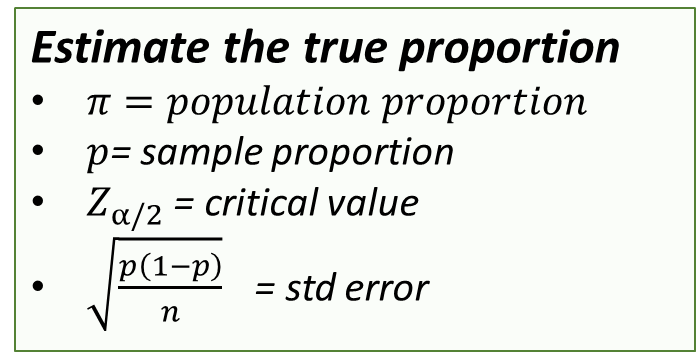 Estimate the true proportion
• π = population proportion
• p= sample proportion
• Z_{α/2} = critical value
• √(p(1−p)/n) = std error